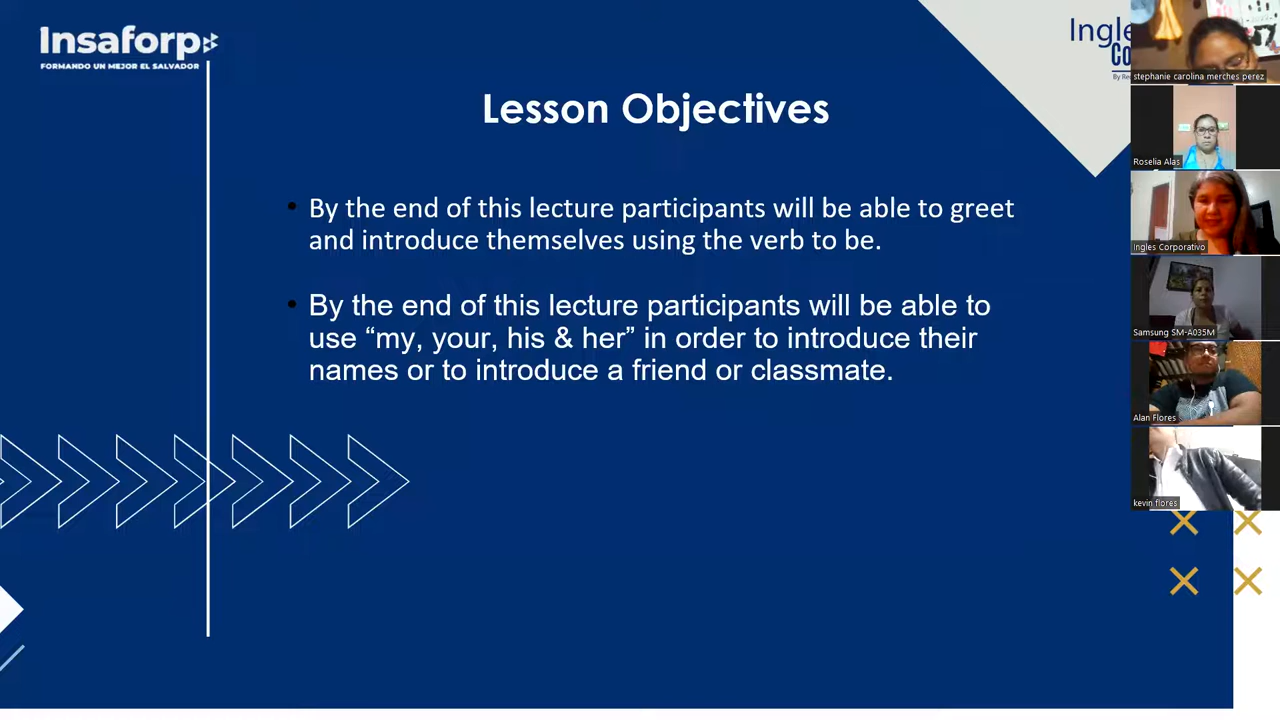 Insaforp
FORMANDO UN MEJOR EL SALVADOR
Lesson Objectives
• By the end of this lecture participants will be able to greet
and introduce themselves using the verb to be.
• By the end of this lecture participants will be able to
use “my, your, his & her” in order to introduce their
names or to introduce a friend or classmate.
stephanie carolina merches perez
Roselia Alas
Ingles Corporativo
Samsung SM-A035M
Alan Flores
kevin flores